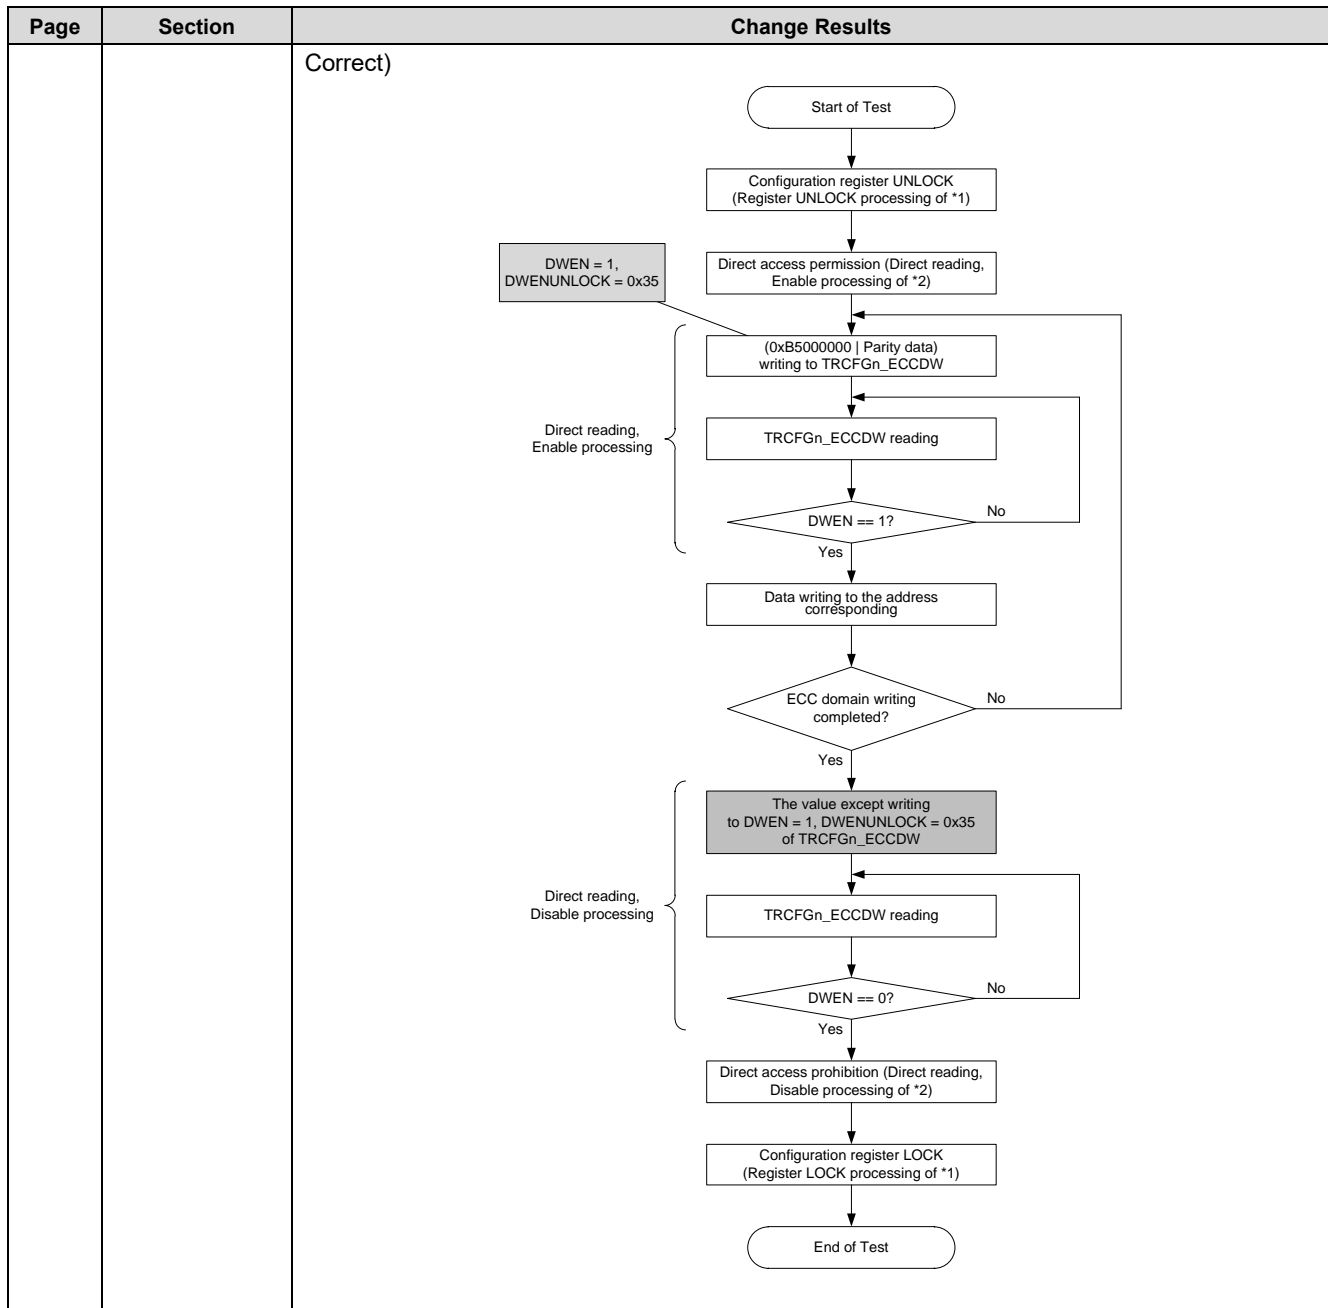 Page Section Change Results
Correct)
Start of Test
Configuration register UNLOCK
(Register UNLOCK processing of *1)
DWEN = 1,
DWENUNLOCK = 0x35
Direct access permission (Direct reading,
Enable processing of *2)
(0xB5000000 | Parity data)
writing to TRCFGn_ECCDW
Direct reading,
Enable processing
TRCFGn_ECCDW reading
DWEN == 1?
No
Yes
Data writing to the address
corresponding
ECC domain writing
completed?
No
Yes
The value except writing
to DWEN = 1, DWENUNLOCK = 0x35
of TRCFGn_ECCDW
Direct reading,
Disable processing
TRCFGn_ECCDW reading
DWEN == 0?
No
Yes
Direct access prohibition (Direct reading,
Disable processing of *2)
Configuration register LOCK
(Register LOCK processing of *1)
End of Test